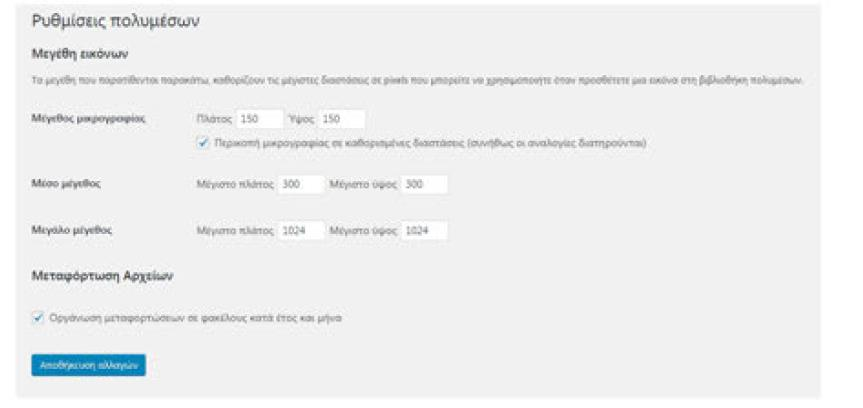 Ρυθμίσεις πολυμέσων
Μεγέθη εικόνων
Τα μεγέθη που παρατίθενται παρακάτω, καθορίζουν τις μέγιστες διαστάσεις σε pixels που μπορείτε να χρησιμοποιήτε όταν προσθέτετε μια εικόνα στη βιβλιοθήκη πολυμέσων.
Μέγεθος μικρογραφίας Πλάτος 150 Ύψος 150
Περικοπή μικρογραφίας σε καθορισμένες διαστάσεις (συνήθως οι αναλογίες διατηρούνται)
Μέσο μέγεθος Μέγιστο πλάτος 300 Μέγιστο ύψος 300
Μεγάλο μέγεθος Μέγιστο πλάτος 1024 Μέγιστο ύψος 1024
Μεταφόρτωση Αρχείων
Οργάνωση μεταφορτώσεων σε φακέλους κατά έτος και μήνα
Αποθήκευση αλλαγών